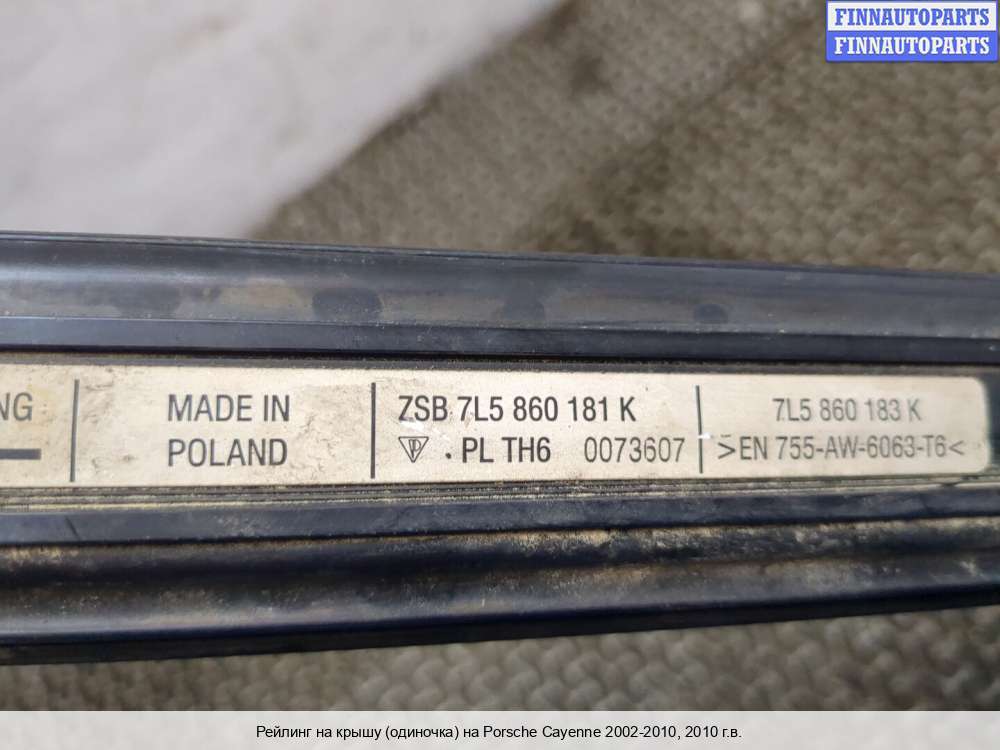 FINNAUTOPARTS
FINNAUTOPARTS
NG
MADE IN
POLAND
ZSB 7L5 860 181 K
. PL TH6 0073607
7L5 860 183 K
>EN 755-AW-6063-T6<
Рейлинг на крышу (одиночка) на Porsche Cayenne 2002-2010, 2010 г.в.